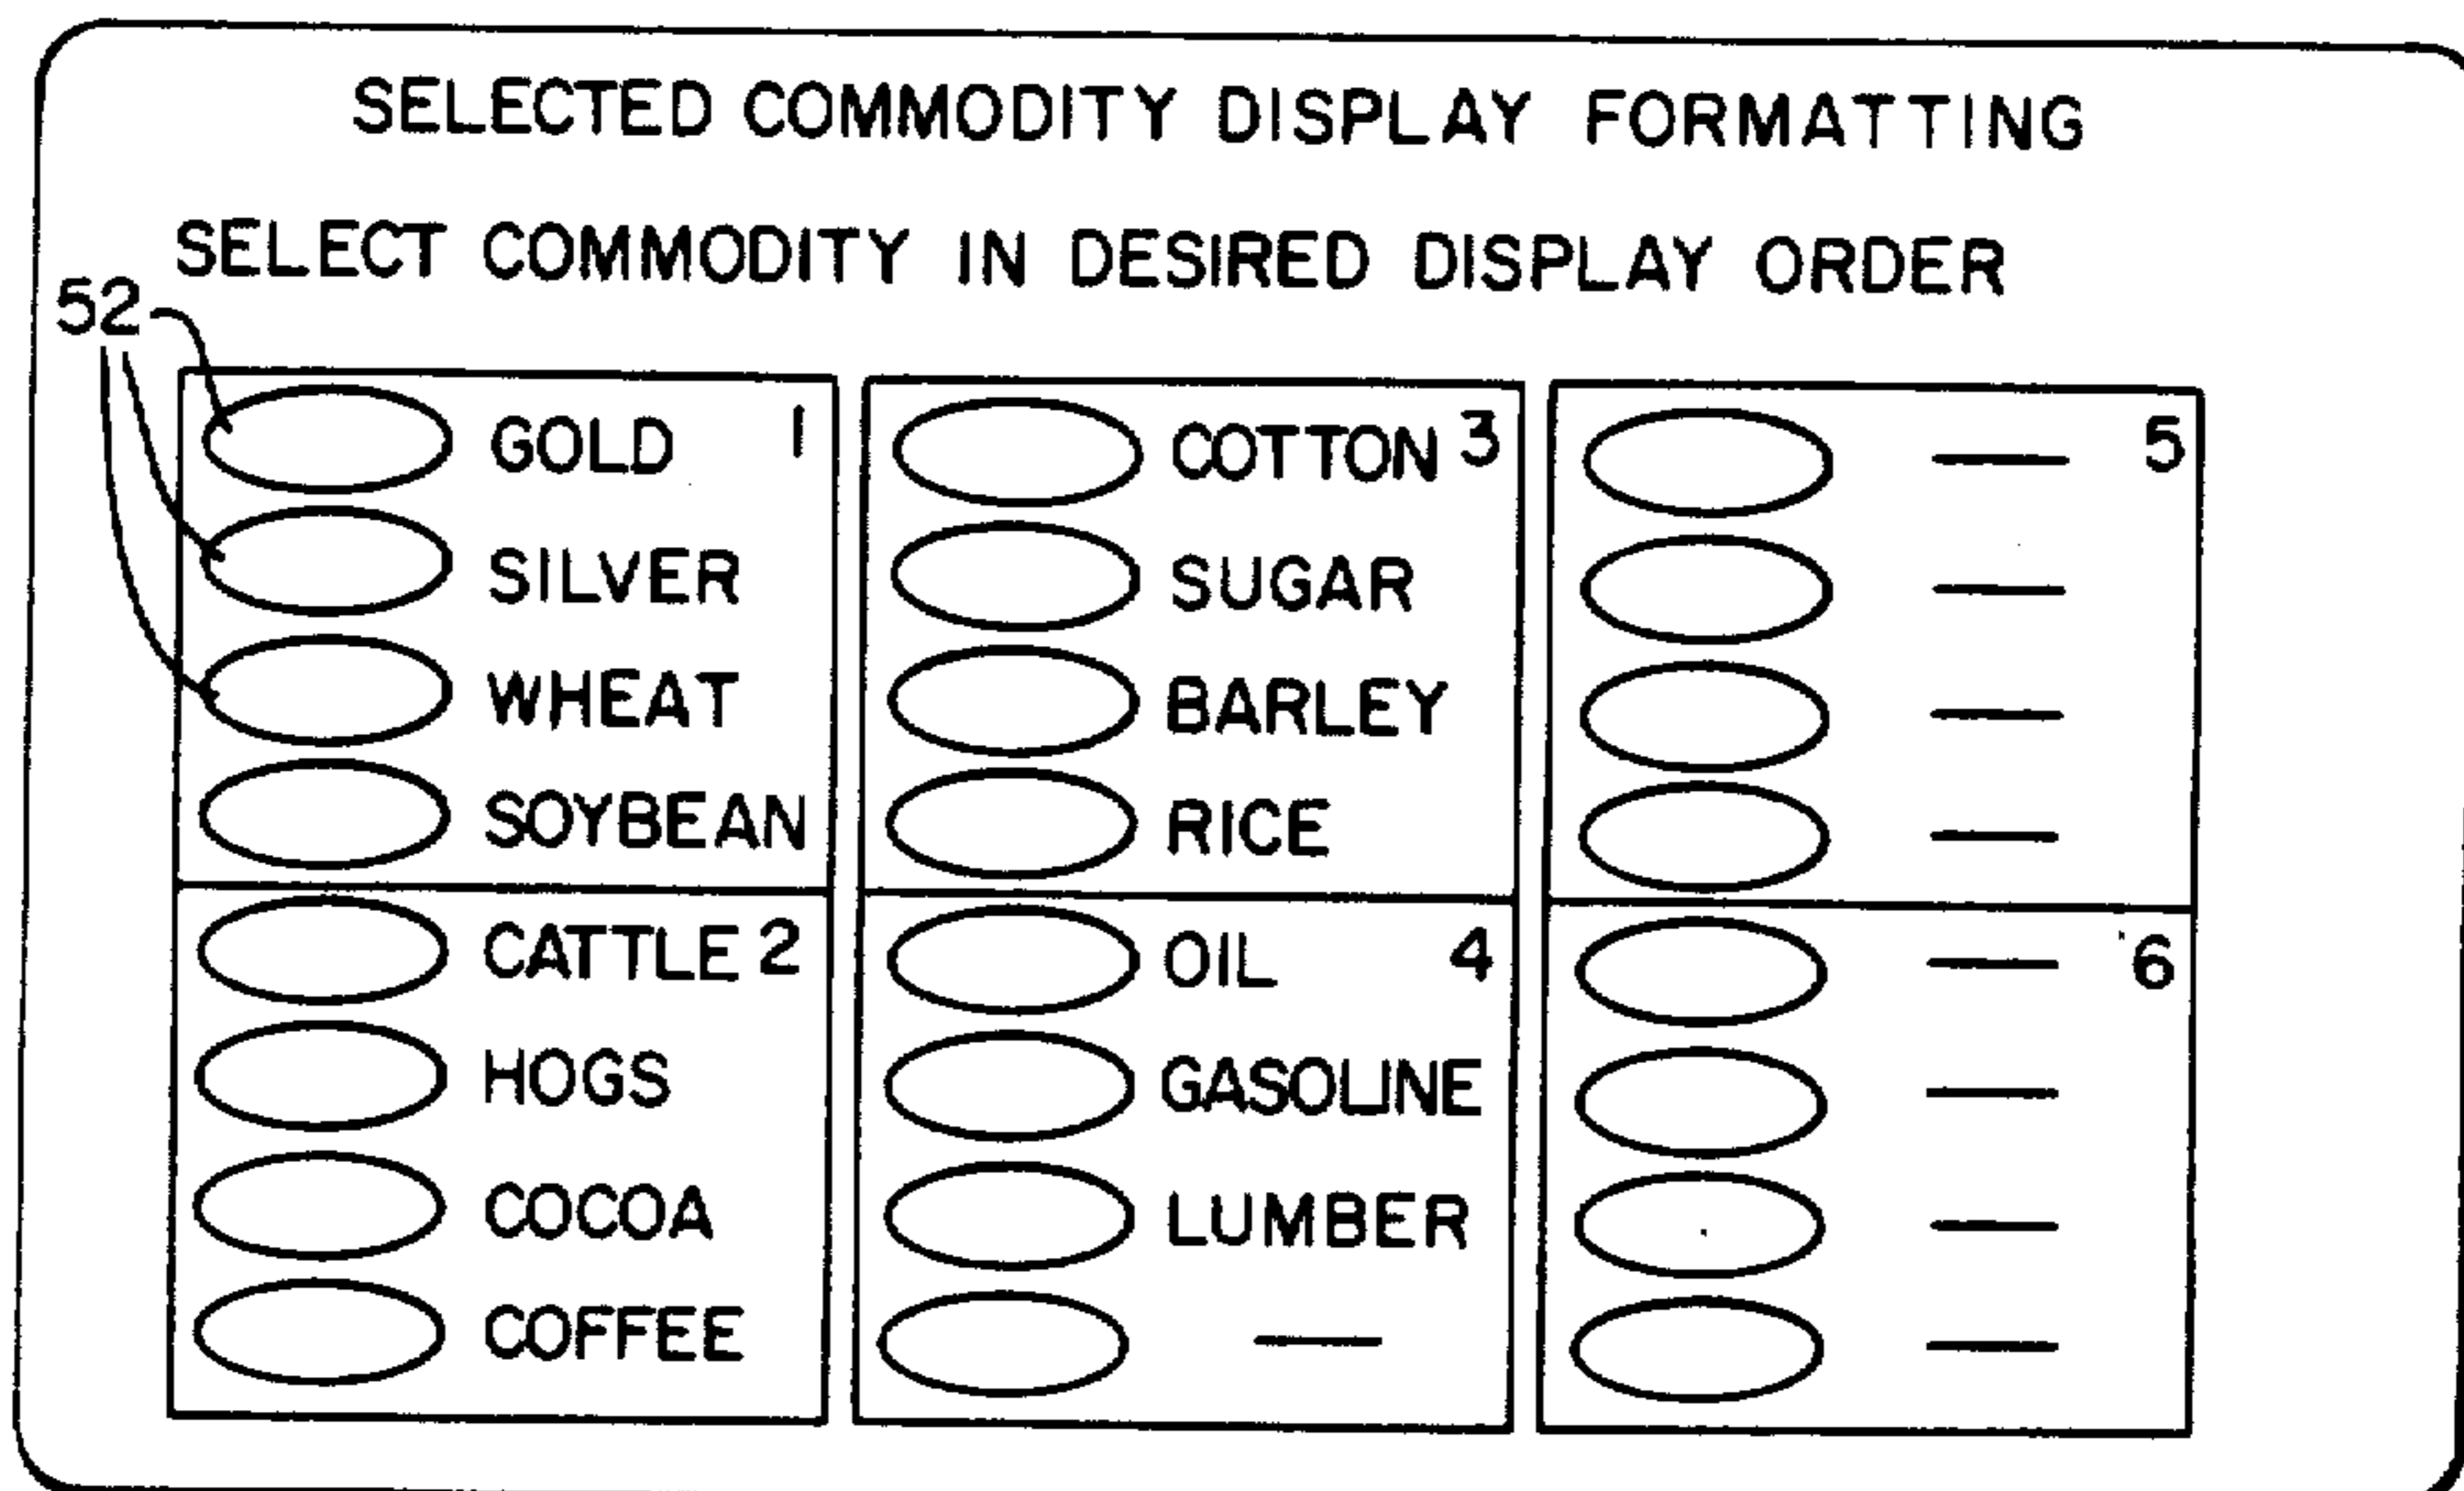 SELECTED COMMODITY DISPLAY FORMATTING
SELECT COMMODITY IN DESIRED DISPLAY ORDER
52
GOLD 1
SILVER
WHEAT
SOYBEAN
CATTLE 2
HOGS
COCOA
COFFEE
COTTON 3
SUGAR
BARLEY
RICE
OIL 4
GASOLINE
LUMBER
—
— 5
—
—
—
— 6
—
—
—